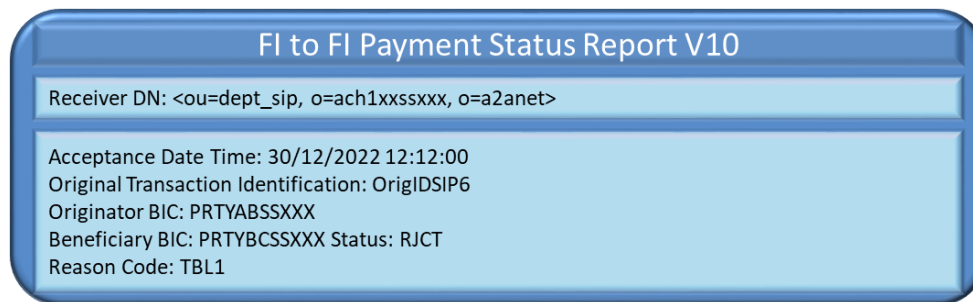 FI to FI Payment Status Report V10
Receiver DN: <ou=dept_sip, o=ach1xxssxxx, o=a2anet>
Acceptance Date Time: 30/12/2022 12:12:00
Original Transaction Identification: OrigIDSIP6
Originator BIC: PRTYABSSXXX
Beneficiary BIC: PRTYBCSSXXX Status: RJCT
Reason Code: TBL1